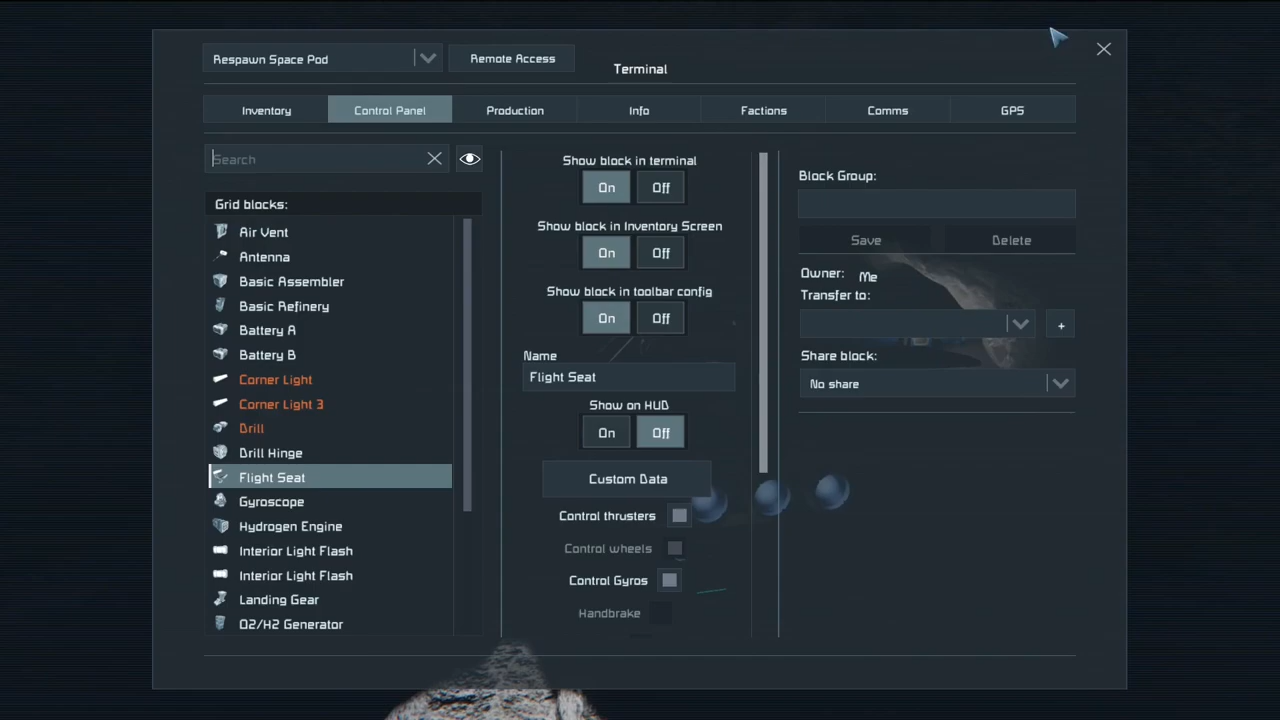 Respawn Space Pod
Remote Access
Terminal
Inventory
Control Panel
Production
Info
Factions
Comms
GPS
Search
Grid blocks:
Air Vent
Antenna
Basic Assembler
Basic Refinery
Battery A
Battery B
Corner Light
Corner Light 3
Drill
Drill Hinge
Flight Seat
Gyroscope
Hydrogen Engine
Interior Light Flash
Interior Light Flash
Landing Gear
O2/H2 Generator
Show block in terminal
On Off
Show block in Inventory Screen
On Off
Show block in toolbar config
On Off
Name
Flight Seat
Show on HUD
On Off
Custom Data
Control thrusters
Control wheels
Control Gyros
Handbrake
Block Group:
Save Delete
Owner: Me
Transfer to:
+
Share block:
No share